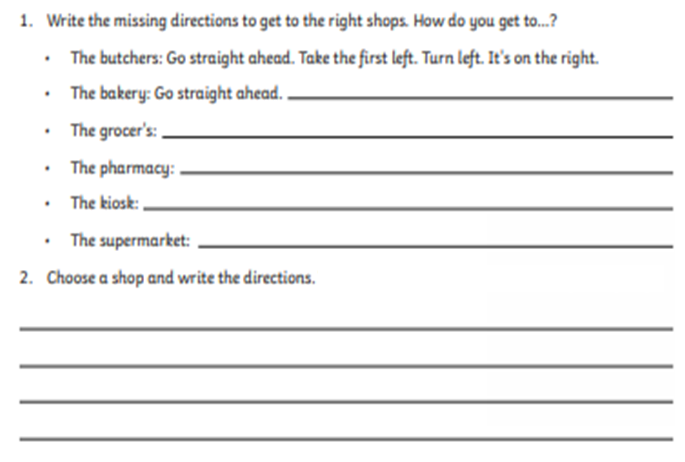 1. Write the missing directions to get to the right shops. How do you get to...?
• The butchers: Go straight ahead. Take the first left. Turn left. It's on the right.
• The bakery: Go straight ahead.
• The grocer's:
• The pharmacy:
• The kiosk:
• The supermarket:
2. Choose a shop and write the directions.